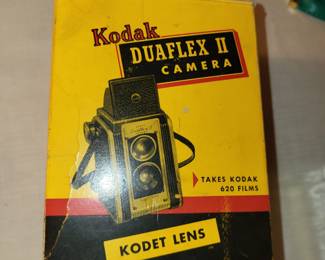 Kodak
DUAFLEX II
CAMERA
TAKES KODAK
620 FILMS
KODET LENS